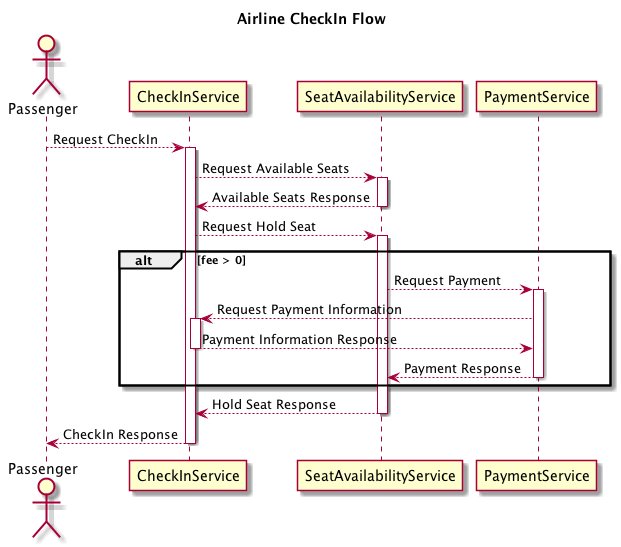 Airline CheckIn Flow
Passenger
CheckInService
SeatAvailabilityService
PaymentService
Request CheckIn
Request Available Seats
Available Seats Response
Request Hold Seat
alt
[fee > 0]
Request Payment
Request Payment Information
Payment Information Response
Payment Response
Hold Seat Response
CheckIn Response
Passenger
CheckInService
SeatAvailabilityService
PaymentService